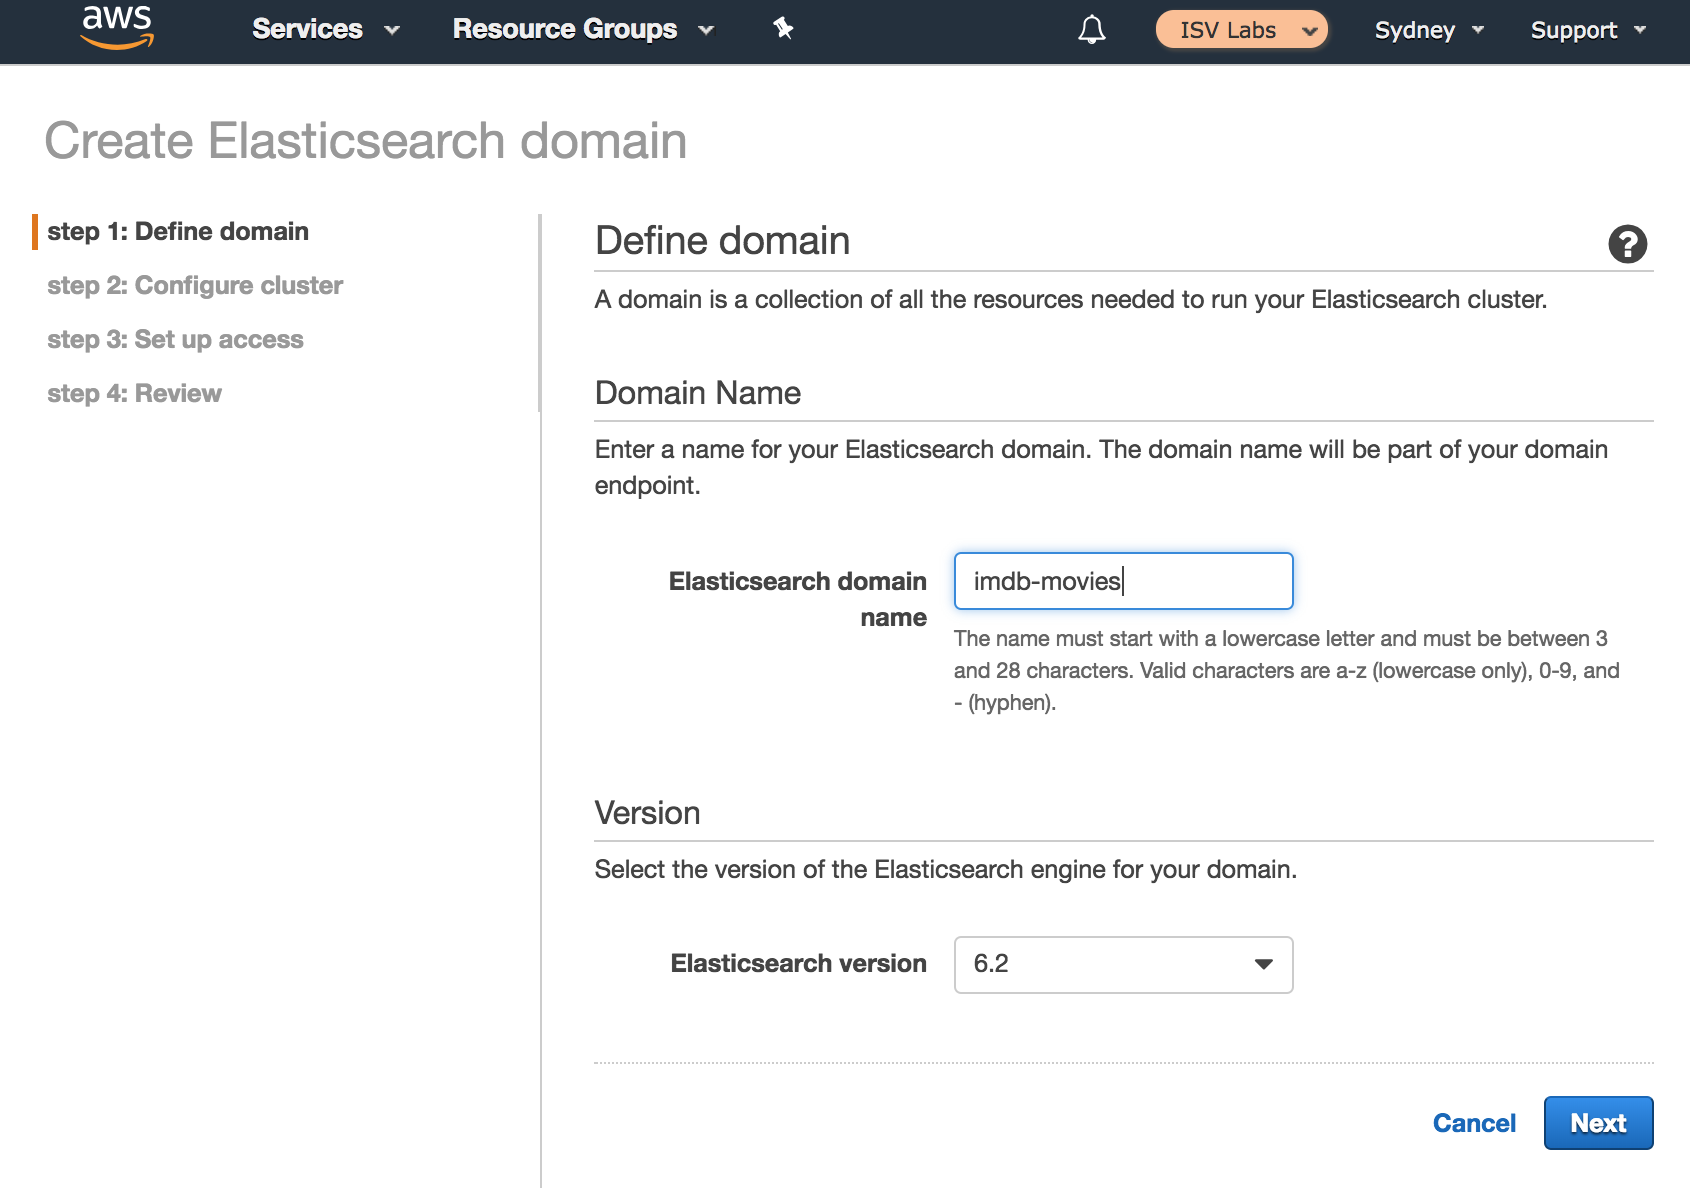 aws
Services
Resource Groups
ISV Labs
Sydney
Support
Create Elasticsearch domain
step 1: Define domain
step 2: Configure cluster
step 3: Set up access
step 4: Review
Define domain
?
A domain is a collection of all the resources needed to run your Elasticsearch cluster.
Domain Name
Enter a name for your Elasticsearch domain. The domain name will be part of your domain
endpoint.
Elasticsearch domain
name
imdb-movies
The name must start with a lowercase letter and must be between 3
and 28 characters. Valid characters are a-z (lowercase only), 0-9, and
- (hyphen).
Version
Select the version of the Elasticsearch engine for your domain.
Elasticsearch version
6.2
Cancel
Next